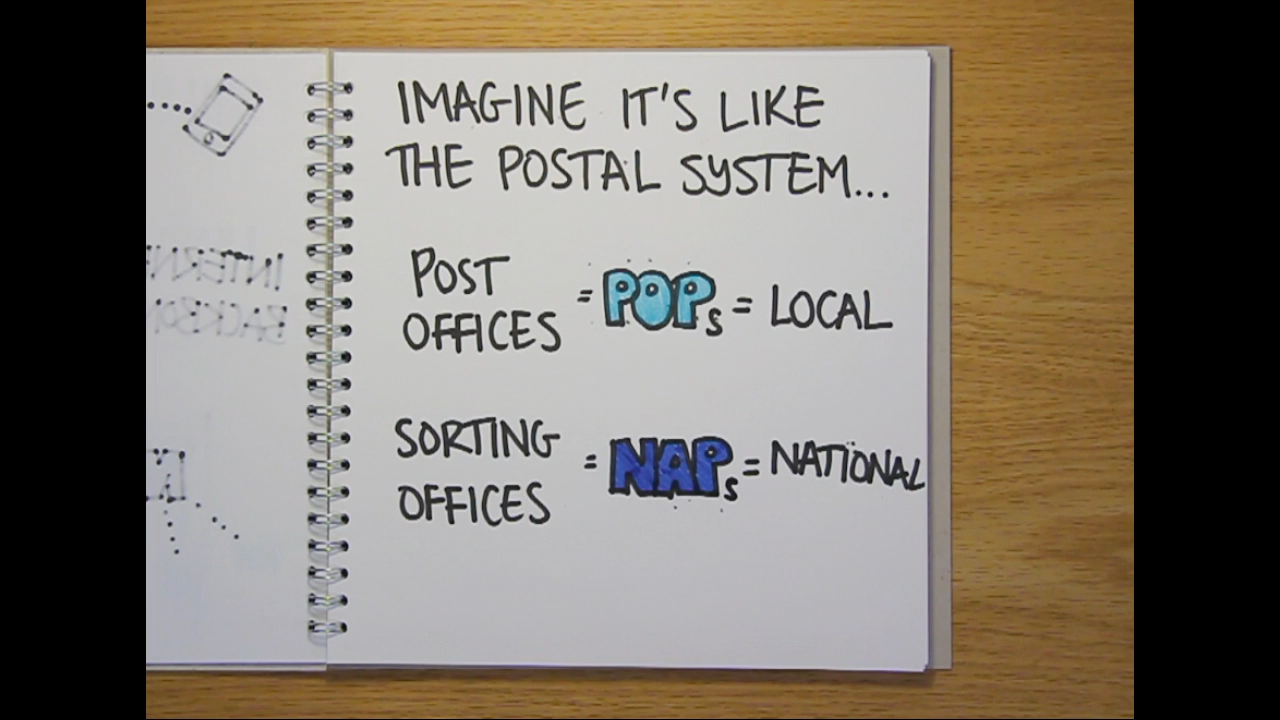 IMAGINE IT'S LIKE
THE POSTAL SYSTEM...
POST
OFFICES = POPs = LOCAL
SORTING
OFFICES = NAPs = NATIONAL